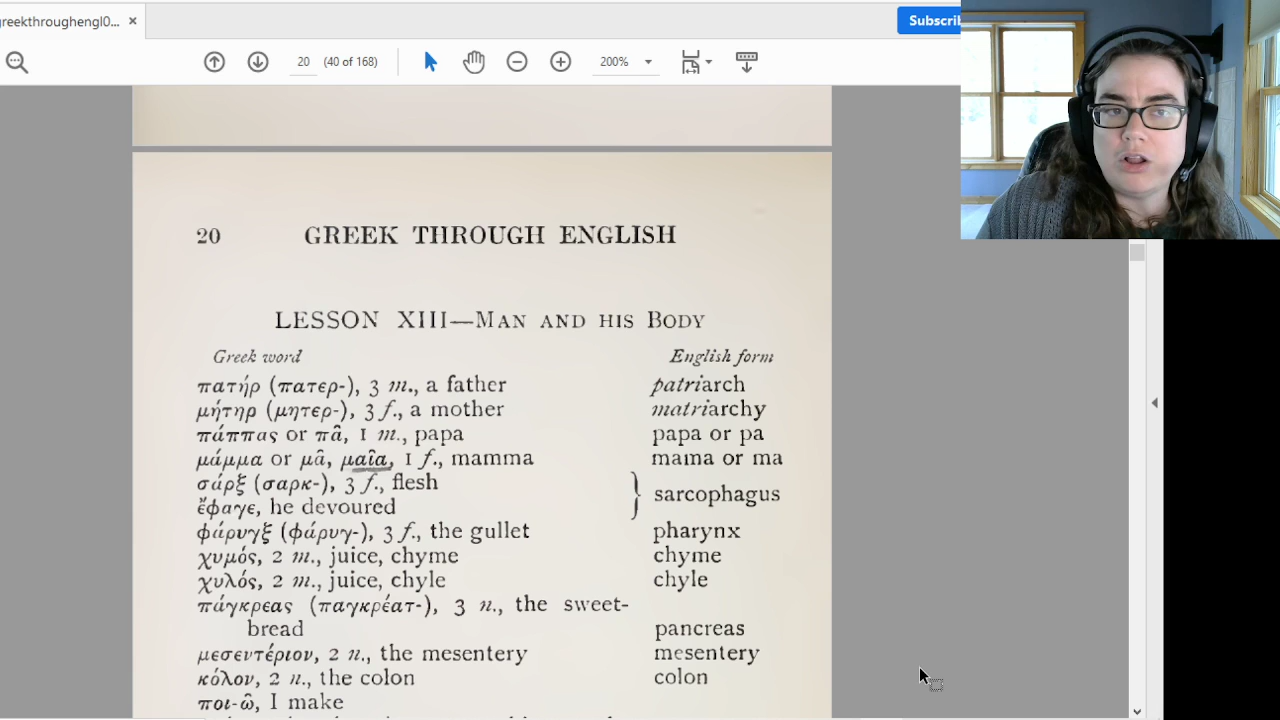 greekthroughengl0...
Subscri
20 (40 of 168)
200%
20 GREEK THROUGH ENGLISH
LESSON XIII—MAN AND HIS BODY
Greek word English form
πατήρ (πατερ-), 3 m., a father patriarch
μήτηρ (μητερ-), 3 f., a mother matriarchy
πάππας or πᾶ, 1 m., papa papa or pa
μάμμα or μᾶ, μαῖα, 1 f., mamma mama or ma
σάρξ (σαρκ-), 3 f., flesh
ἔφαγε, he devoured
} sarcophagus
φάρυγξ (φάρυγ-), 3 f., the gullet pharynx
χυμός, 2 m., juice, chyme chyme
χυλός, 2 m., juice, chyle chyle
πάγκρεας (παγκρέατ-), 3 n., the sweet-
bread pancreas
μεσεντέριον, 2 n., the mesentery mesentery
κόλον, 2 n., the colon colon
ποι-ῶ, I make